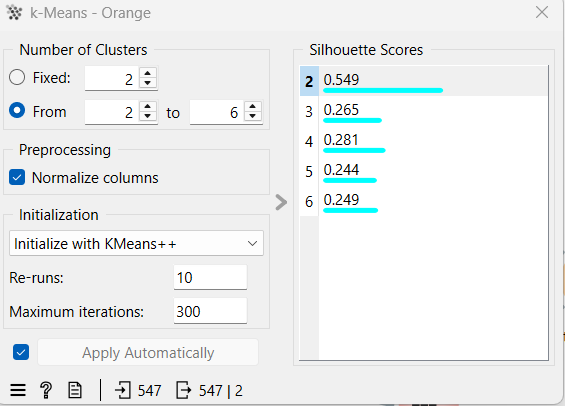 k-Means - Orange
Number of Clusters
Fixed: 2
From 2 to 6
Preprocessing
Normalize columns
Initialization
Initialize with KMeans++
Re-runs: 10
Maximum iterations: 300
Apply Automatically
Silhouette Scores
2 0.549
3 0.265
4 0.281
5 0.244
6 0.249
? 547 547 | 2